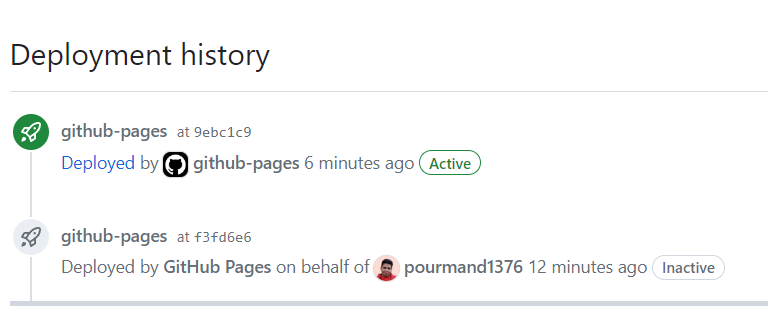 Deployment history
github-pages at 9ebc1c9
Deployed by github-pages 6 minutes ago Active
github-pages at f3fd6e6
Deployed by GitHub Pages on behalf of pourmand1376 12 minutes ago Inactive